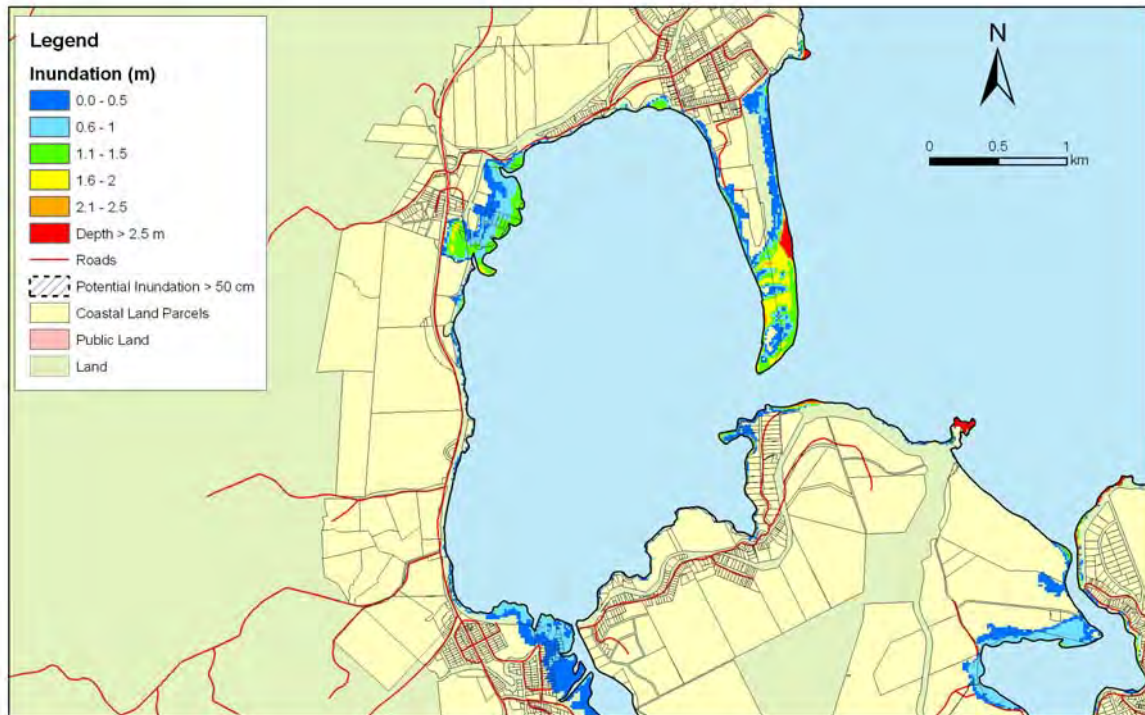 Legend
Inundation (m)
0.0 - 0.5
0.6 - 1
1.1 - 1.5
1.6 - 2
2.1 - 2.5
Depth > 2.5 m
Roads
Potential Inundation > 50 cm
Coastal Land Parcels
Public Land
Land
N
0 0.5 1
km